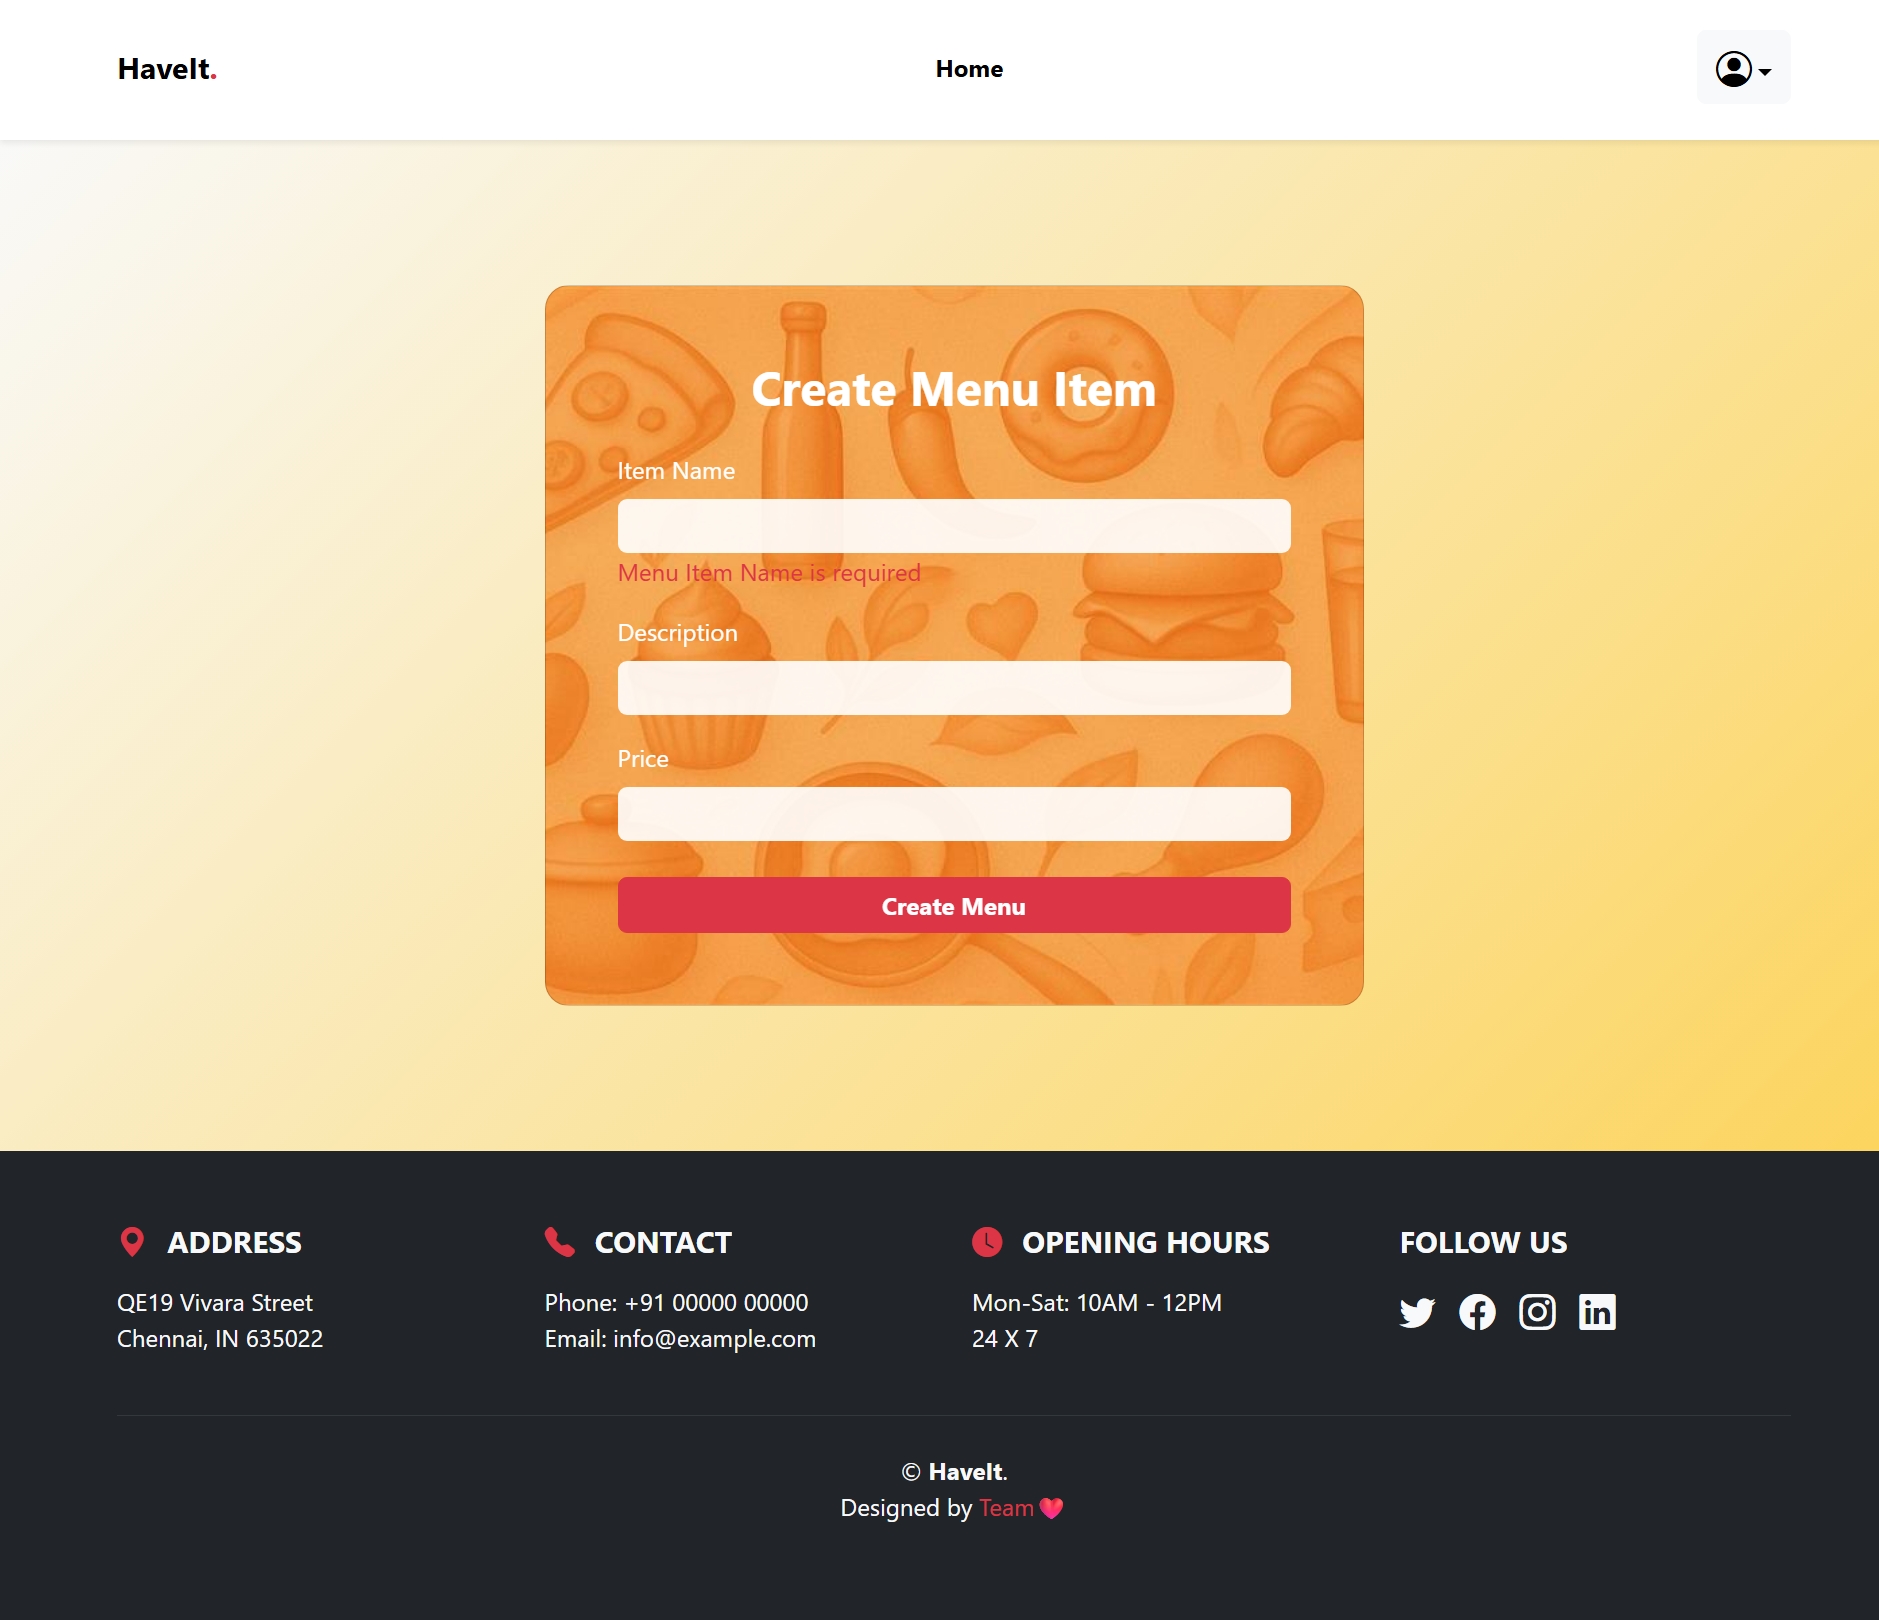 HaveIt.
Home
Create Menu Item
Item Name
Menu Item Name is required
Description
Price
Create Menu
ADDRESS
QE19 Vivara Street
Chennai, IN 635022
CONTACT
Phone: +91 00000 00000
Email: info@example.com
OPENING HOURS
Mon-Sat: 10AM - 12PM
24 X 7
FOLLOW US
© HaveIt.
Designed by Team